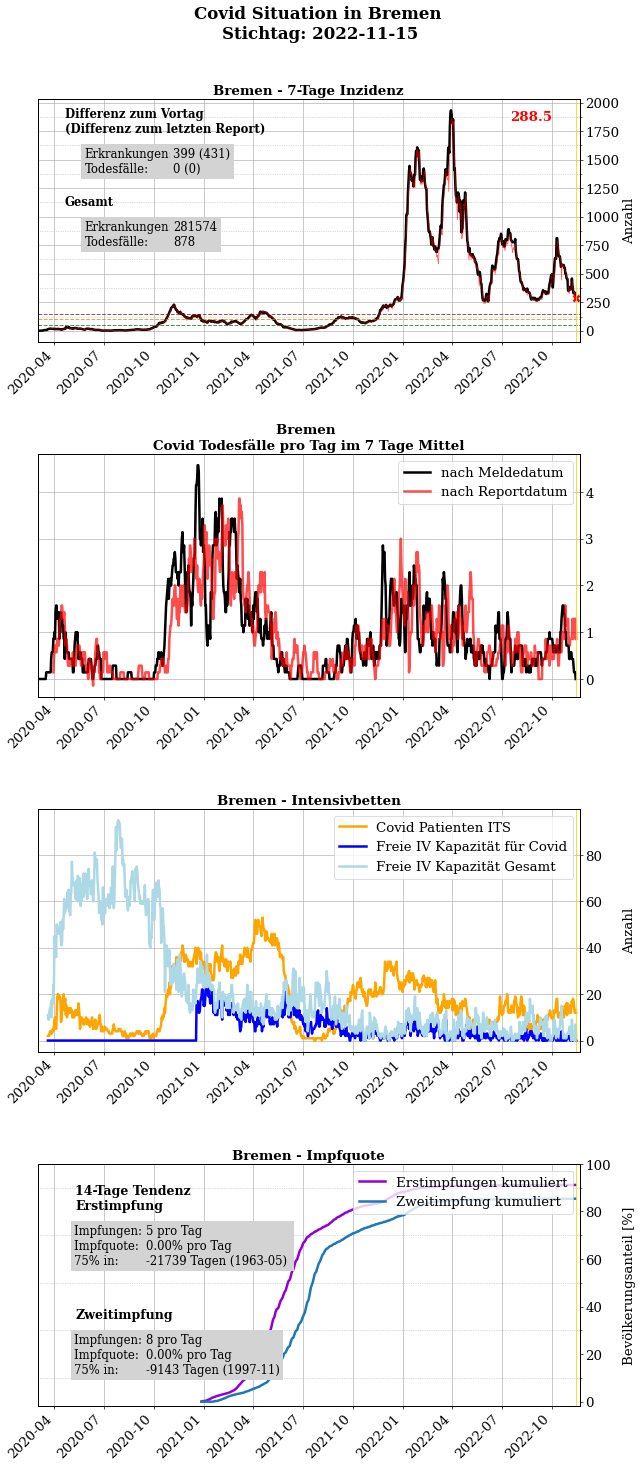 Covid Situation in Bremen
Stichtag: 2022-11-15
Bremen - 7-Tage Inzidenz
Differenz zum Vortag
(Differenz zum letzten Report)
Erkrankungen 399 (431)
Todesfälle: 0 (0)
Gesamt
Erkrankungen 281574
Todesfälle: 878
288.5
2000
1750
1500
1250
1000
750
500
250
0
Anzahl
2020-04
2020-07
2020-10
2021-01
2021-04
2021-07
2021-10
2022-01
2022-04
2022-07
2022-10
Bremen
Covid Todesfälle pro Tag im 7 Tage Mittel
nach Meldedatum
nach Reportdatum
4
3
2
1
0
2020-04
2020-07
2020-10
2021-01
2021-04
2021-07
2021-10
2022-01
2022-04
2022-07
2022-10
Bremen - Intensivbetten
Covid Patienten ITS
Freie IV Kapazität für Covid
Freie IV Kapazität Gesamt
80
60
40
20
0
Anzahl
2020-04
2020-07
2020-10
2021-01
2021-04
2021-07
2021-10
2022-01
2022-04
2022-07
2022-10
Bremen - Impfquote
14-Tage Tendenz
Erstimpfung
Impfungen: 5 pro Tag
Impfquote: 0.00% pro Tag
75% in: -21739 Tagen (1963-05)
Zweitimpfung
Impfungen: 8 pro Tag
Impfquote: 0.00% pro Tag
75% in: -9143 Tagen (1997-11)
Erstimpfungen kumuliert
Zweitimpfung kumuliert
100
80
60
40
20
0
Bevölkerungsanteil [%]
2020-04
2020-07
2020-10
2021-01
2021-04
2021-07
2021-10
2022-01
2022-04
2022-07
2022-10